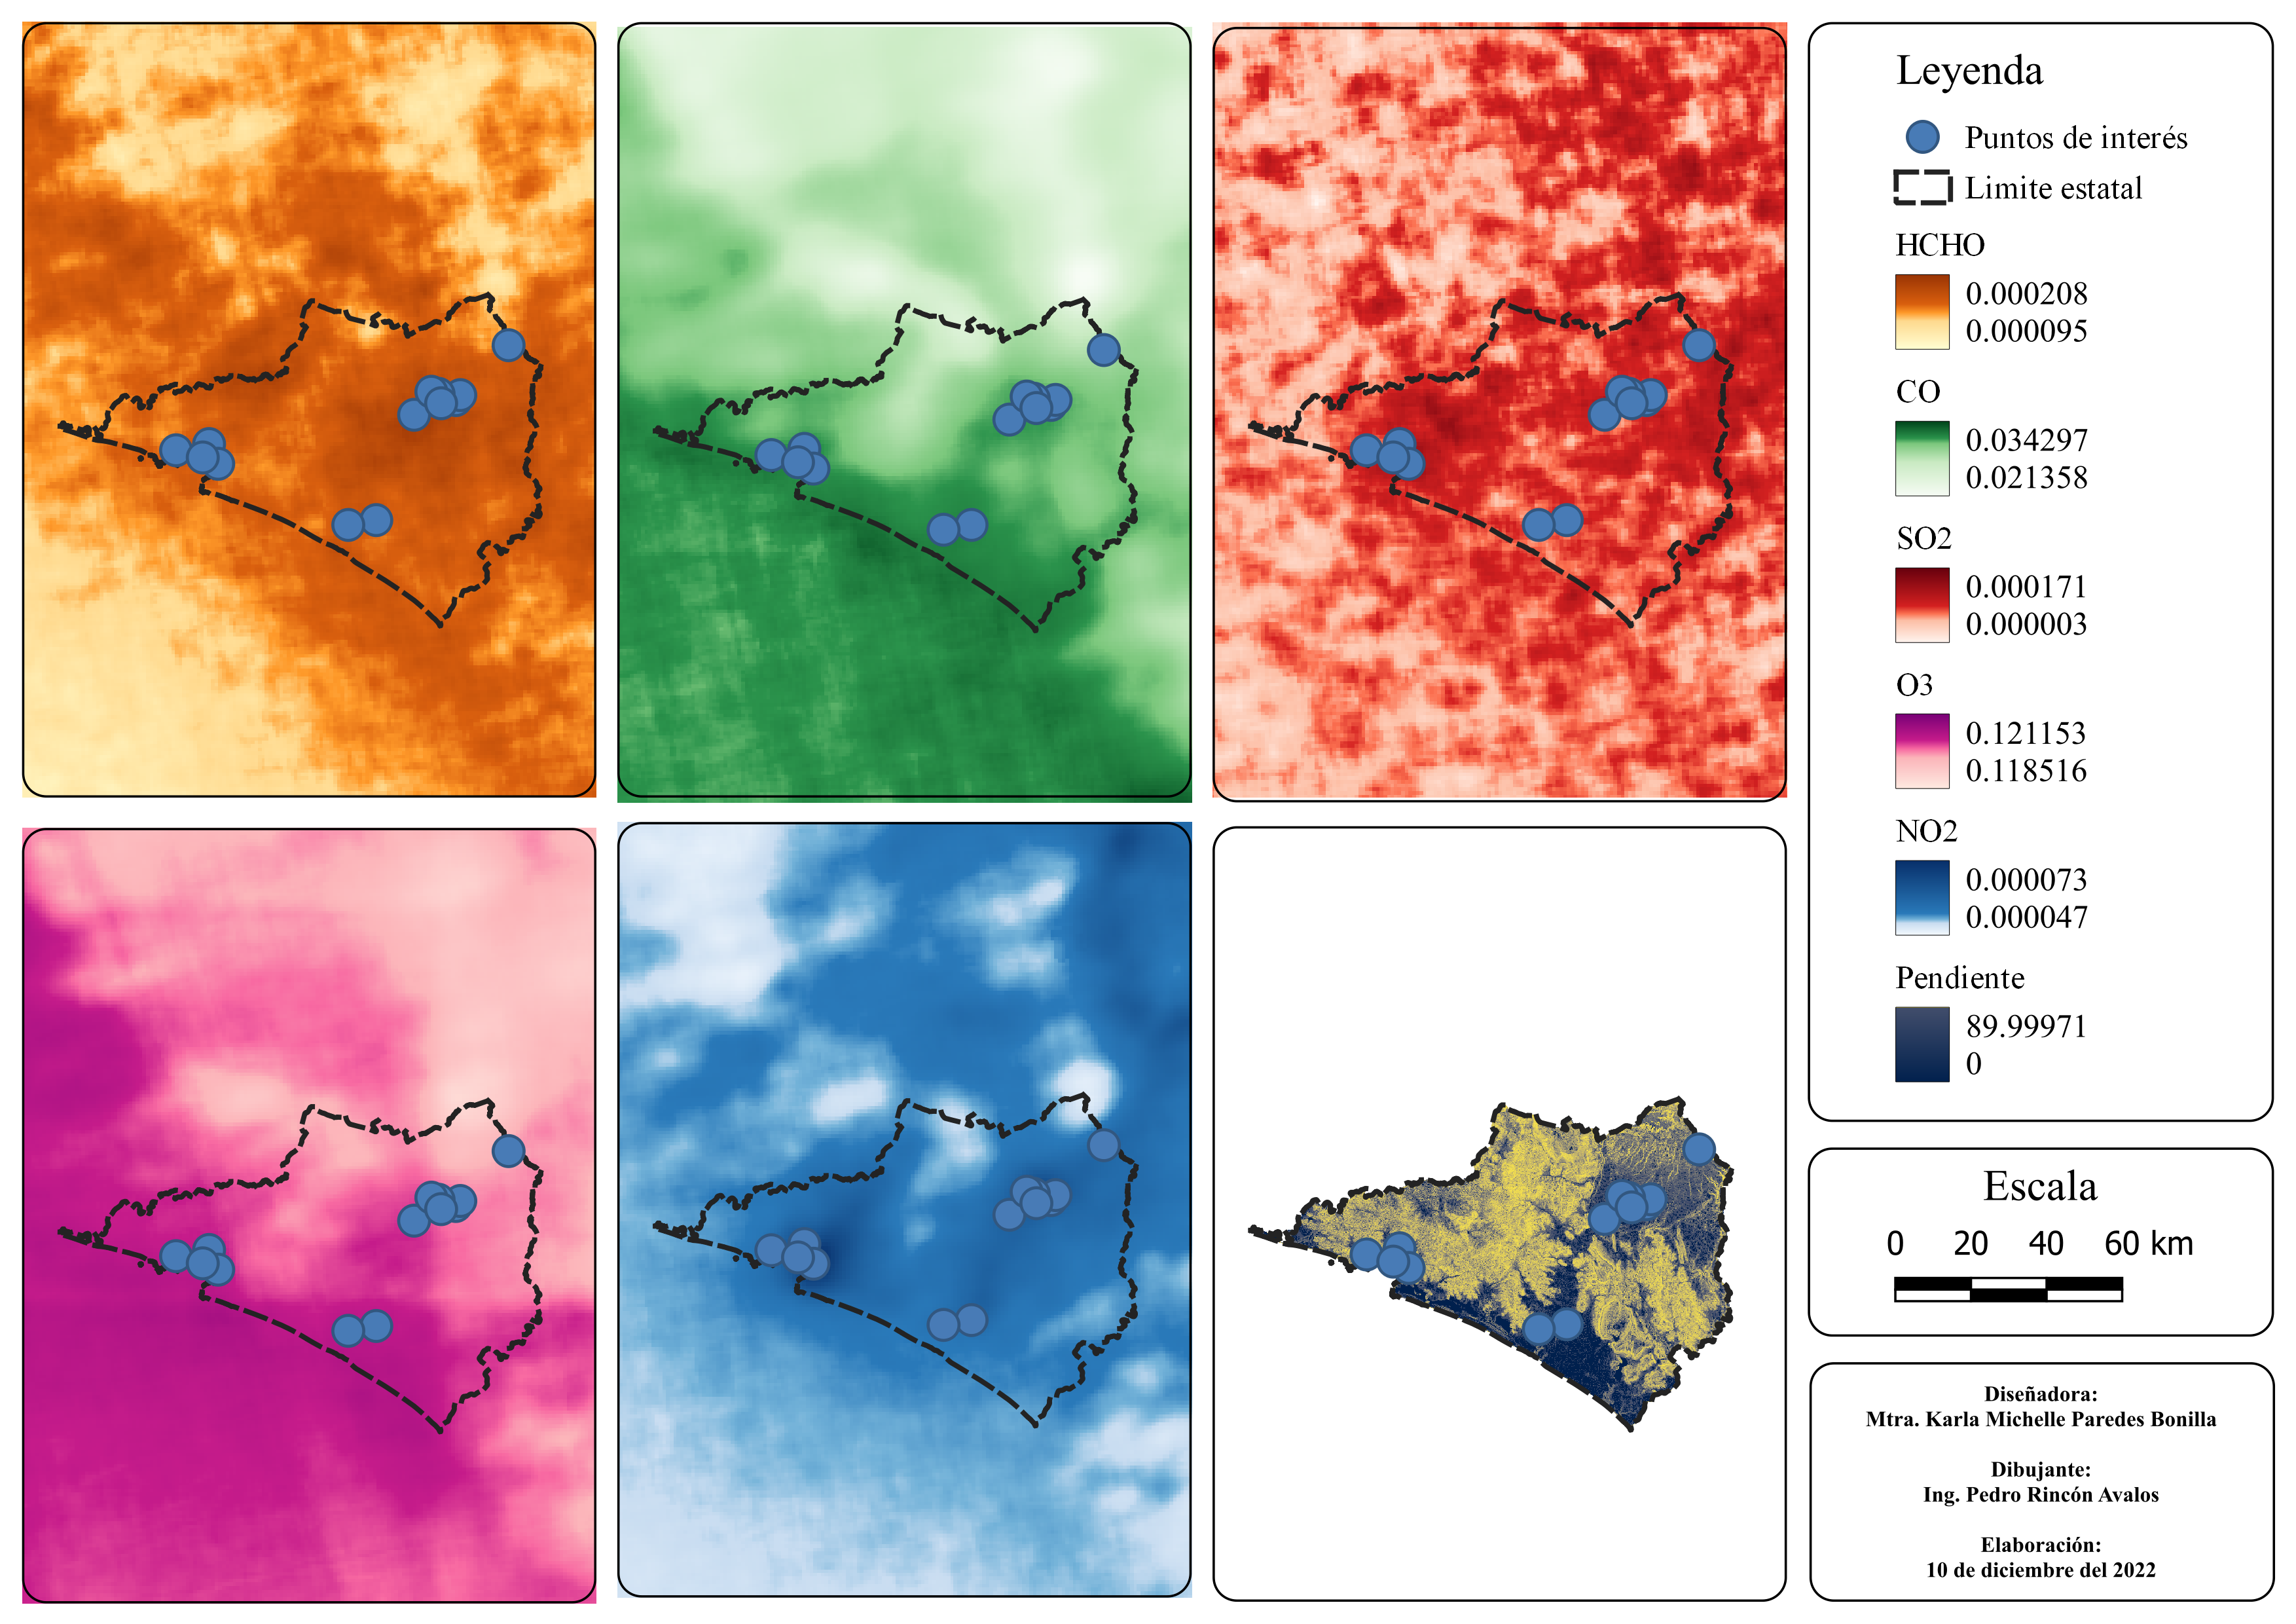 Leyenda
Puntos de interés
Limite estatal
HCHO
0.000208
0.000095
CO
0.034297
0.021358
SO2
0.000171
0.000003
O3
0.121153
0.118516
NO2
0.000073
0.000047
Pendiente
89.99971
0
Escala
0 20 40 60 km
Diseñadora:
Mtra. Karla Michelle Paredes Bonilla
Dibujante:
Ing. Pedro Rincón Avalos
Elaboración:
10 de diciembre del 2022